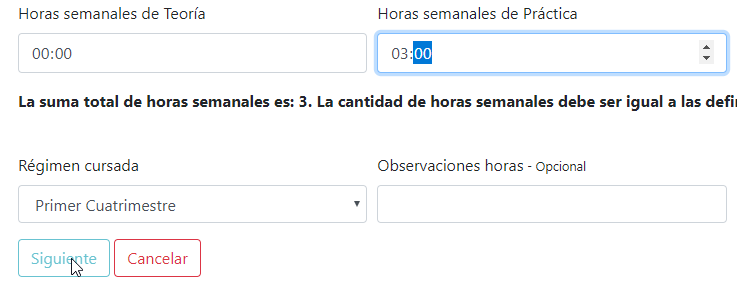 Horas semanales de Teoría
Horas semanales de Práctica
00:00
03:00
La suma total de horas semanales es: 3. La cantidad de horas semanales debe ser igual a las
Régimen cursada
Observaciones horas - Opcional
Primer Cuatrimestre
Siguiente
Cancelar